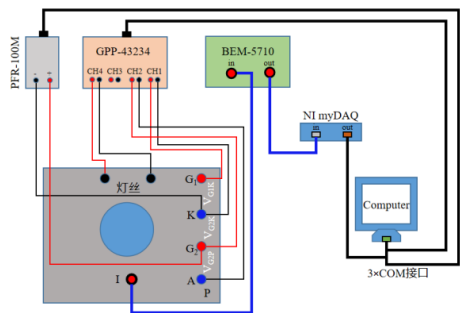 PFR-100M
- +
GPP-43234
CH4 CH3 CH2 CH1
BEM-5710
in out
NI myDAQ
in out
Computer
3×COM接口
灯丝
G1
VG1K
K
VG2K
G2
VG2P
A
P
I